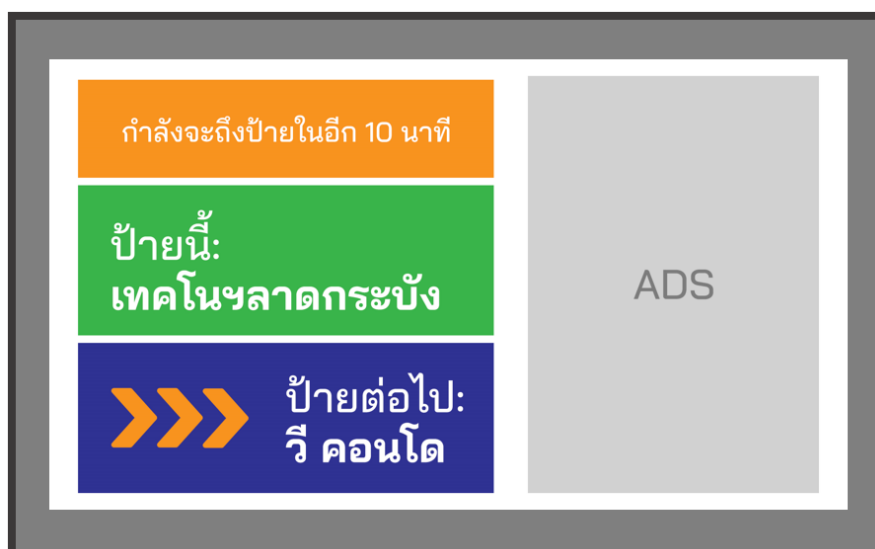 กำลังจะถึงป้ายในอีก 10 นาที
ป้ายนี้:
เทคโนฯลาดกระบัง
ป้ายต่อไป:
วี คอนโด
ADS